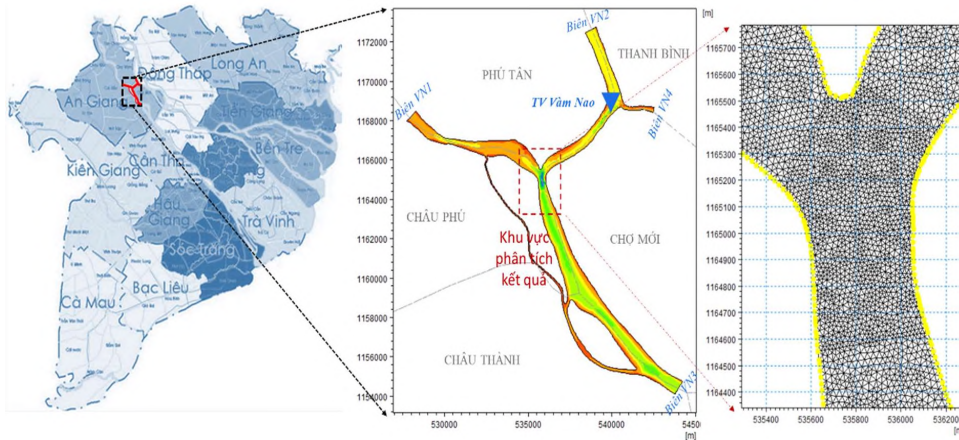 Long An
Đồng Tháp
An Giang
Tiền Giang
Bến Tre
Cần Thơ
Kiên Giang
Hậu
Giang
Trà Vinh
Sóc Trăng
Bạc Liêu
Cà Mau
[m]
1172000
1170000
1168000
1166000
1164000
1162000
1160000
1158000
1156000
1154000
530000
535000
540000
[m]
Biên VN1
Biên VN2
Biên VN4
Biên VN3
THANH BÌNH
PHÚ TÂN
TV Vàm Nao
CHÂU PHÚ
CHỢ MỚI
Khu vực
phân tích
kết quả
CHÂU THÀNH
[m]
1165700
1165600
1165500
1165400
1165300
1165200
1165100
1165000
1164900
1164800
1164700
1164600
1164500
1164400
535400
535600
535800
536000
536200